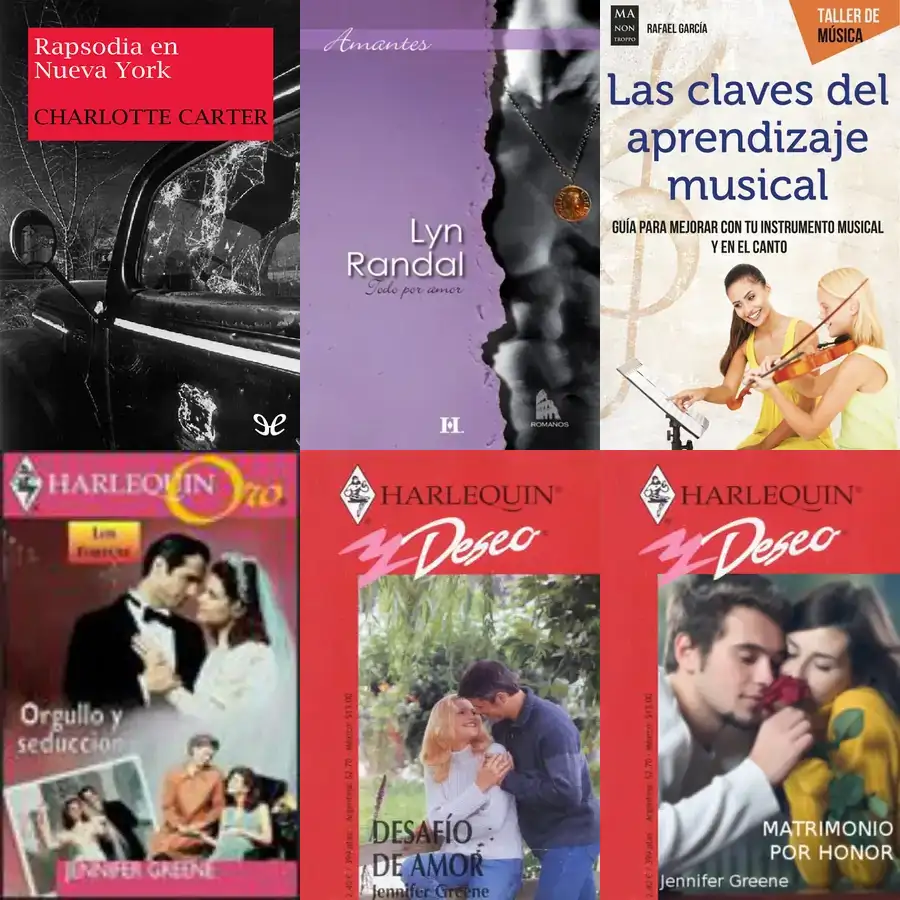 Rapsodia en
Nueva York
CHARLOTTE CARTER
Amantes
Lyn
Randal
Todo por amor
H
ROMANOS
MA
NON
TROPPO
RAFAEL GARCÍA
TALLER DE
MÚSICA
Las claves del
aprendizaje
musical
GUÍA PARA MEJORAR CON TU INSTRUMENTO MUSICAL
Y EN EL CANTO
HARLEQUIN Oro
Orgullo y
seducción
JENNIFER GREENE
HARLEQUIN®
Deseo
DESAFÍO
DE AMOR
Jennifer Greene
HARLEQUIN®
Deseo
MATRIMONIO
POR HONOR
Jennifer Greene